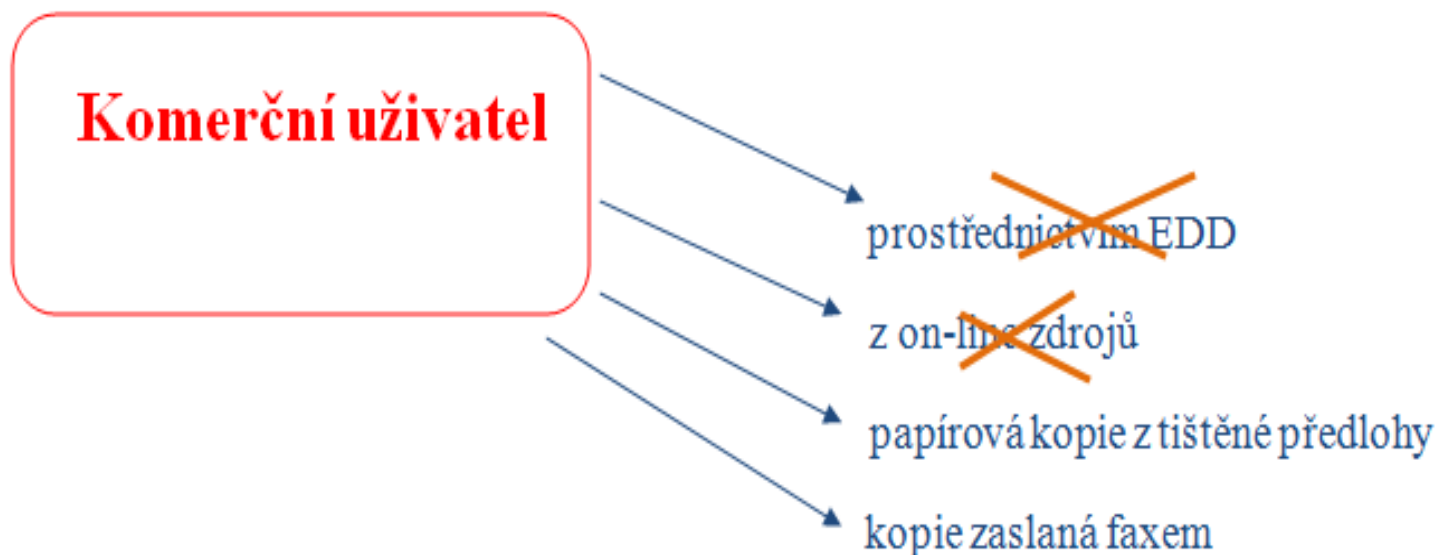 Komerční uživatel
prostřednictvím EDD
z on-line zdrojů
papírová kopie z tištěné předlohy
kopie zaslaná faxem